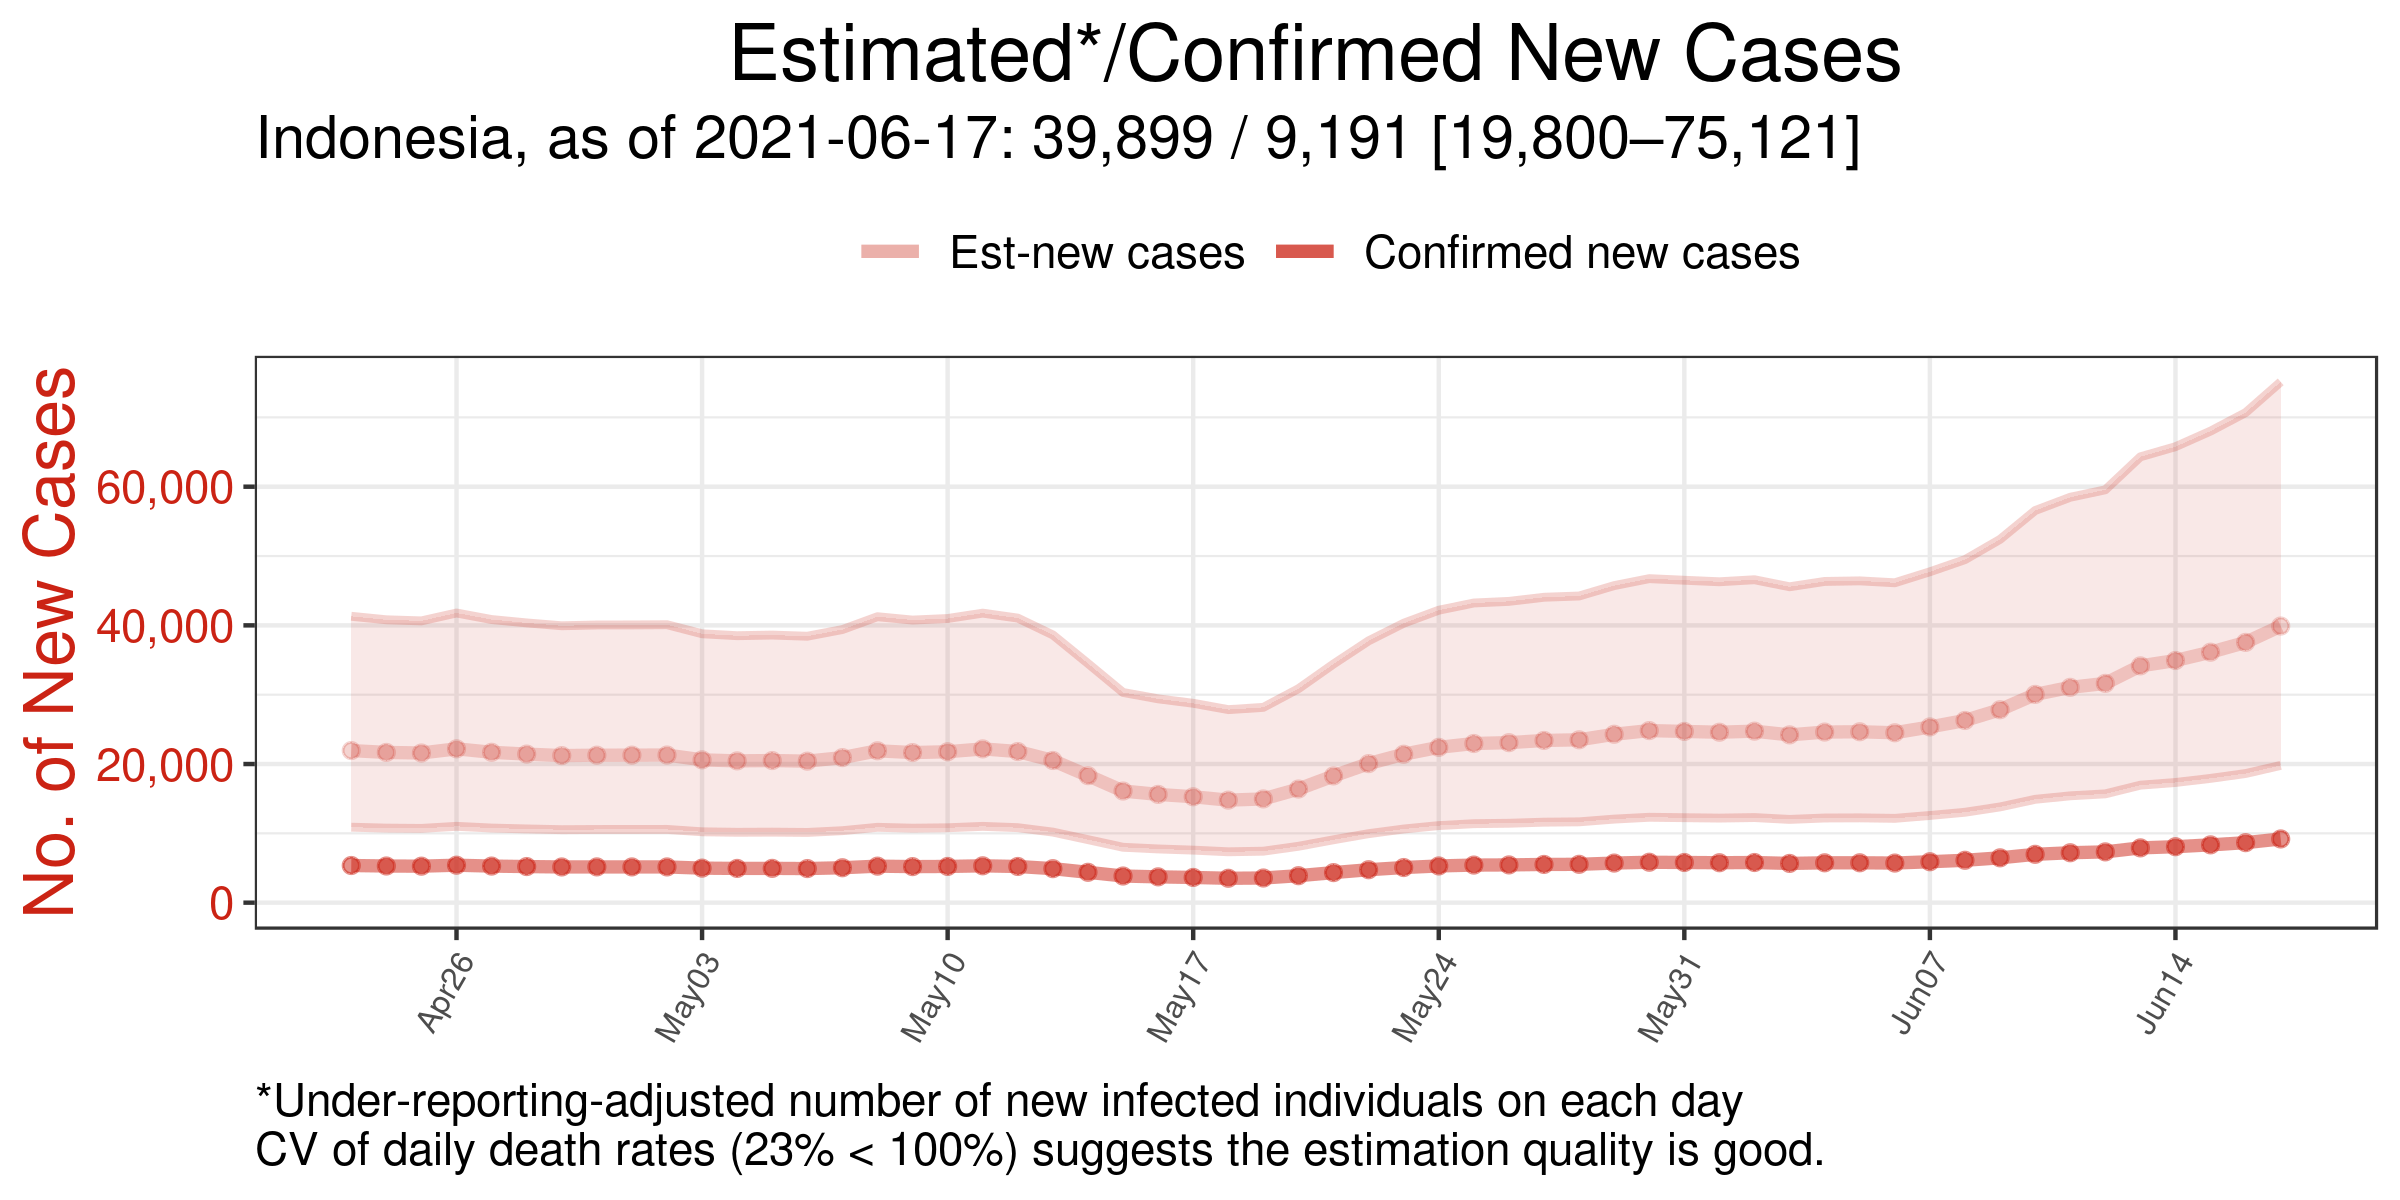 Estimated*/Confirmed New Cases
Indonesia, as of 2021-06-17: 39,899 / 9,191 [19,800–75,121]
Est-new cases
Confirmed new cases
No. of New Cases
60,000
40,000
20,000
0
Apr26
May03
May10
May17
May24
May31
Jun07
Jun14
*Under-reporting-adjusted number of new infected individuals on each day
CV of daily death rates (23% < 100%) suggests the estimation quality is good.